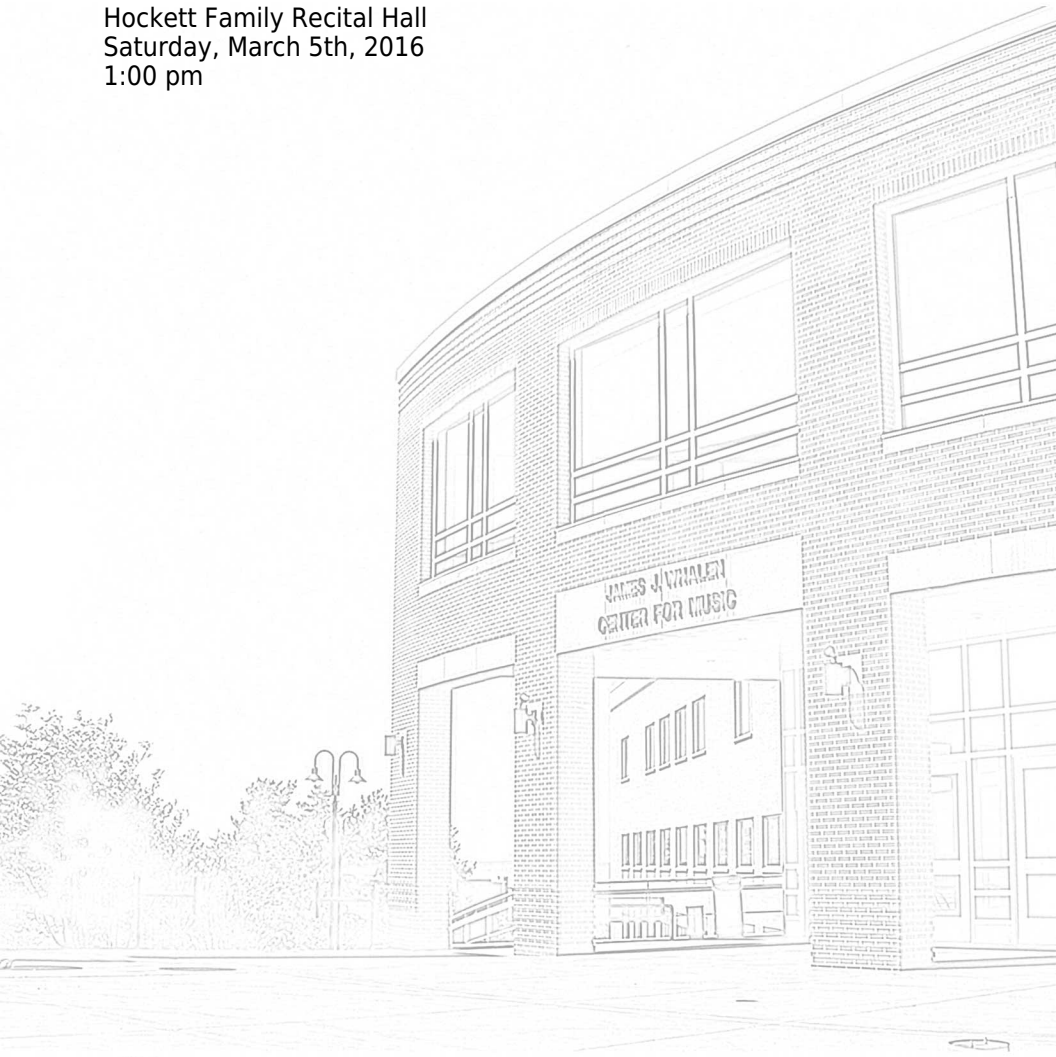 Hockett Family Recital Hall
Saturday, March 5th, 2016
1:00 pm
JAMES J. WHALEN
CENTER FOR MUSIC